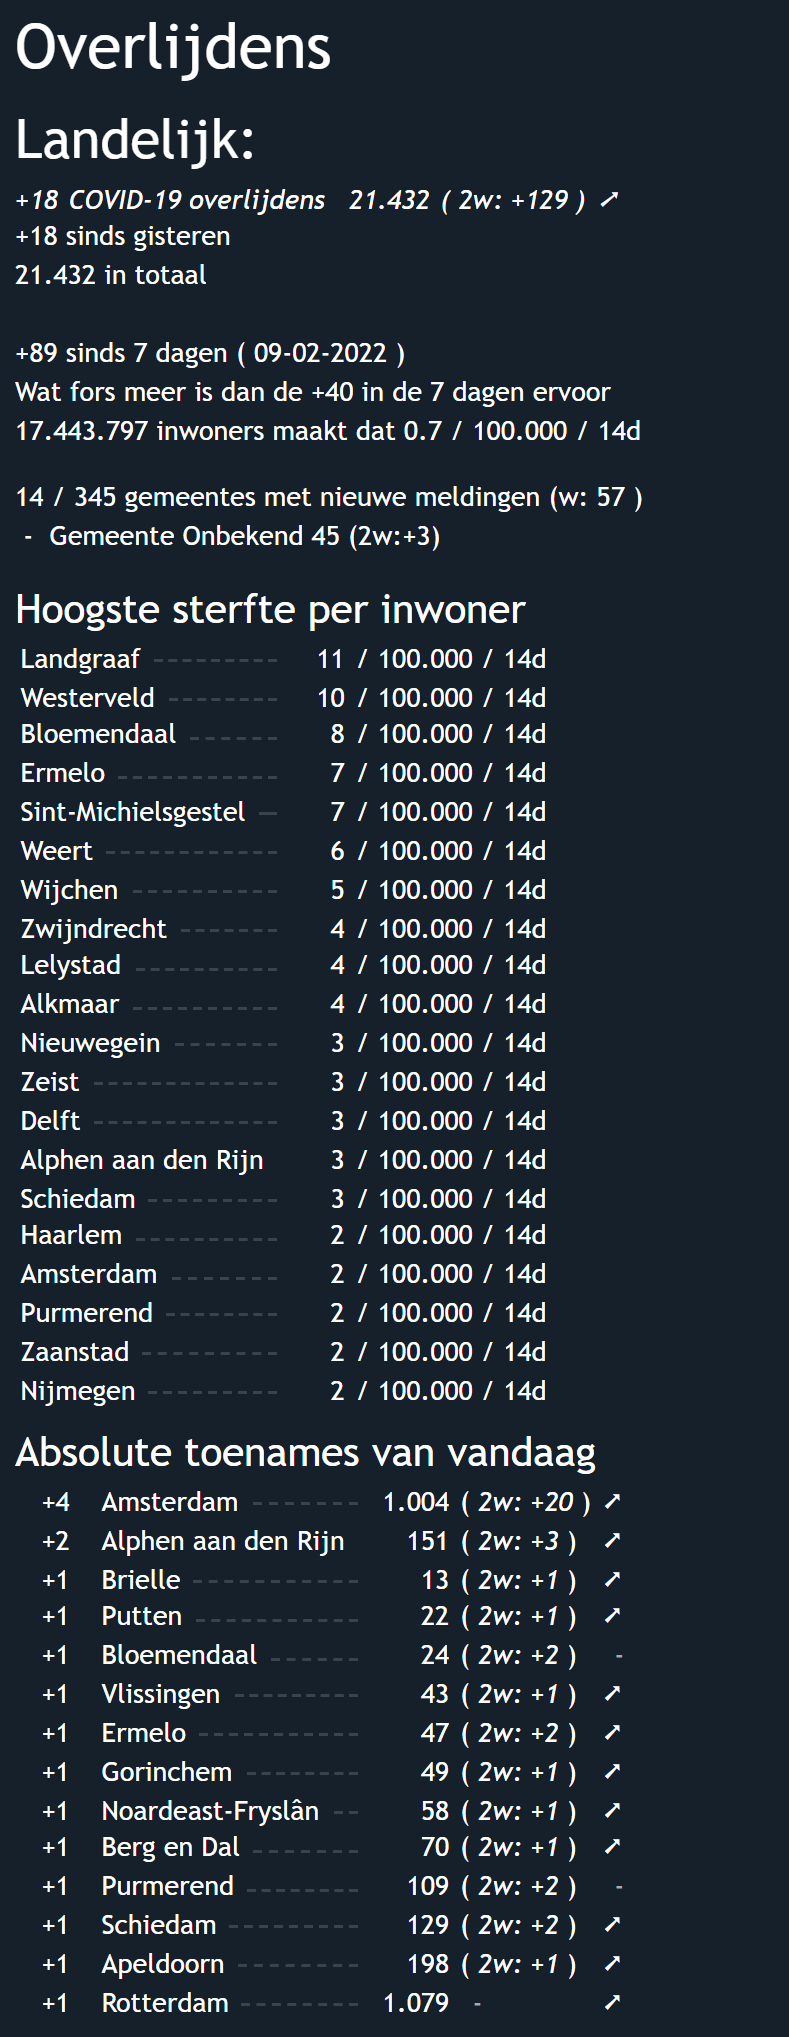 Overlijdens
Landelijk:
+18 COVID-19 overlijdens 21.432 ( 2w: +129 ) ➚
+18 sinds gisteren
21.432 in totaal
+89 sinds 7 dagen ( 09-02-2022 )
Wat fors meer is dan de +40 in de 7 dagen ervoor
17.443.797 inwoners maakt dat 0.7 / 100.000 / 14d
14 / 345 gemeentes met nieuwe meldingen (w: 57 )
- Gemeente Onbekend 45 (2w:+3)
Hoogste sterfte per inwoner
Landgraaf --------- 11 / 100.000 / 14d
Westerveld -------- 10 / 100.000 / 14d
Bloemendaal ------ 8 / 100.000 / 14d
Ermelo ----------- 7 / 100.000 / 14d
Sint-Michielsgestel — 7 / 100.000 / 14d
Weert ------------ 6 / 100.000 / 14d
Wijchen ---------- 5 / 100.000 / 14d
Zwijndrecht ------- 4 / 100.000 / 14d
Lelystad ---------- 4 / 100.000 / 14d
Alkmaar ---------- 4 / 100.000 / 14d
Nieuwegein ------- 3 / 100.000 / 14d
Zeist ------------- 3 / 100.000 / 14d
Delft ------------- 3 / 100.000 / 14d
Alphen aan den Rijn 3 / 100.000 / 14d
Schiedam --------- 3 / 100.000 / 14d
Haarlem ---------- 2 / 100.000 / 14d
Amsterdam ------- 2 / 100.000 / 14d
Purmerend -------- 2 / 100.000 / 14d
Zaanstad ---------- 2 / 100.000 / 14d
Nijmegen --------- 2 / 100.000 / 14d
Absolute toenames van vandaag
+4 Amsterdam ------- 1.004 ( 2w: +20 ) ➚
+2 Alphen aan den Rijn 151 ( 2w: +3 ) ➚
+1 Brielle ------------ 13 ( 2w: +1 ) ➚
+1 Putten ----------- 22 ( 2w: +1 ) ➚
+1 Bloemendaal ------ 24 ( 2w: +2 ) -
+1 Vlissingen --------- 43 ( 2w: +1 ) ➚
+1 Ermelo ----------- 47 ( 2w: +2 ) ➚
+1 Gorinchem -------- 49 ( 2w: +1 ) ➚
+1 Noardeast-Fryslân -- 58 ( 2w: +1 ) ➚
+1 Berg en Dal ------- 70 ( 2w: +1 ) ➚
+1 Purmerend -------- 109 ( 2w: +2 ) -
+1 Schiedam --------- 129 ( 2w: +2 ) ➚
+1 Apeldoorn -------- 198 ( 2w: +1 ) ➚
+1 Rotterdam -------- 1.079 - ➚